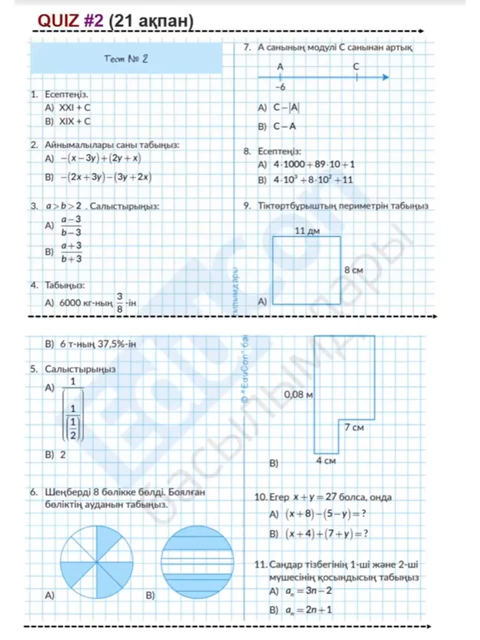 QUIZ #2 (21 ақпан)
Тест № 2
1. Есептеңіз.
A) XXI + C
B) XIX + C
2. Айнымалылары саны табыңыз:
A) −(x−3y)+(2y+x)
B) −(2x+3y)−(3y+2x)
3. a>b>2 . Салыстырыңыз:
A) a−3 / b−3
B) a+3 / b+3
4. Табыңыз:
A) 6000 кг-ның 3/8 -ін
B) 6 т-ның 37,5%-ін
5. Салыстырыңыз
A) 1 / (1 / (1/2))
B) 2
6. Шеңберді 8 бөлікке бөлді. Боялған
бөліктің ауданын табыңыз.
A)
B)
7. A санының модулі C санынан артық
A C
−6
A) C−|A|
B) C−A
8. Есептеңіз:
A) 4·1000+89·10+1
B) 4·10³+8·10²+11
9. Тіктөртбұрыштың периметрін табыңыз
11 дм
8 см
A)
0,08 м
7 см
4 см
B)
10. Егер x+y=27 болса, онда
A) (x+8)−(5−y)=?
B) (x+4)+(7+y)=?
11. Сандар тізбегінің 1-ші және 2-ші
мүшесінің қосындысың табыңыз
A) aₙ=3n−2
B) aₙ=2n+1
© "EduCon" ба
EduCon
басылымдары